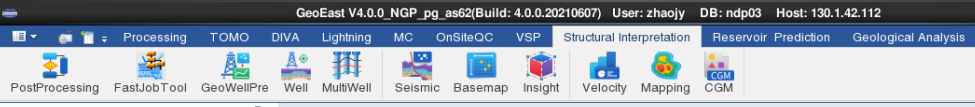 GeoEast V4.0.0_NGP_pg_as62(Build: 4.0.0.20210607) User: zhaojy DB: ndp03 Host: 130.1.42.112
Processing TOMO DIVA Lightning MC OnSiteQC VSP Structural Interpretation Reservoir Prediction Geological Analysis
PostProcessing FastJobTool GeoWellPre Well MultiWell Seismic Basemap Insight Velocity Mapping CGM